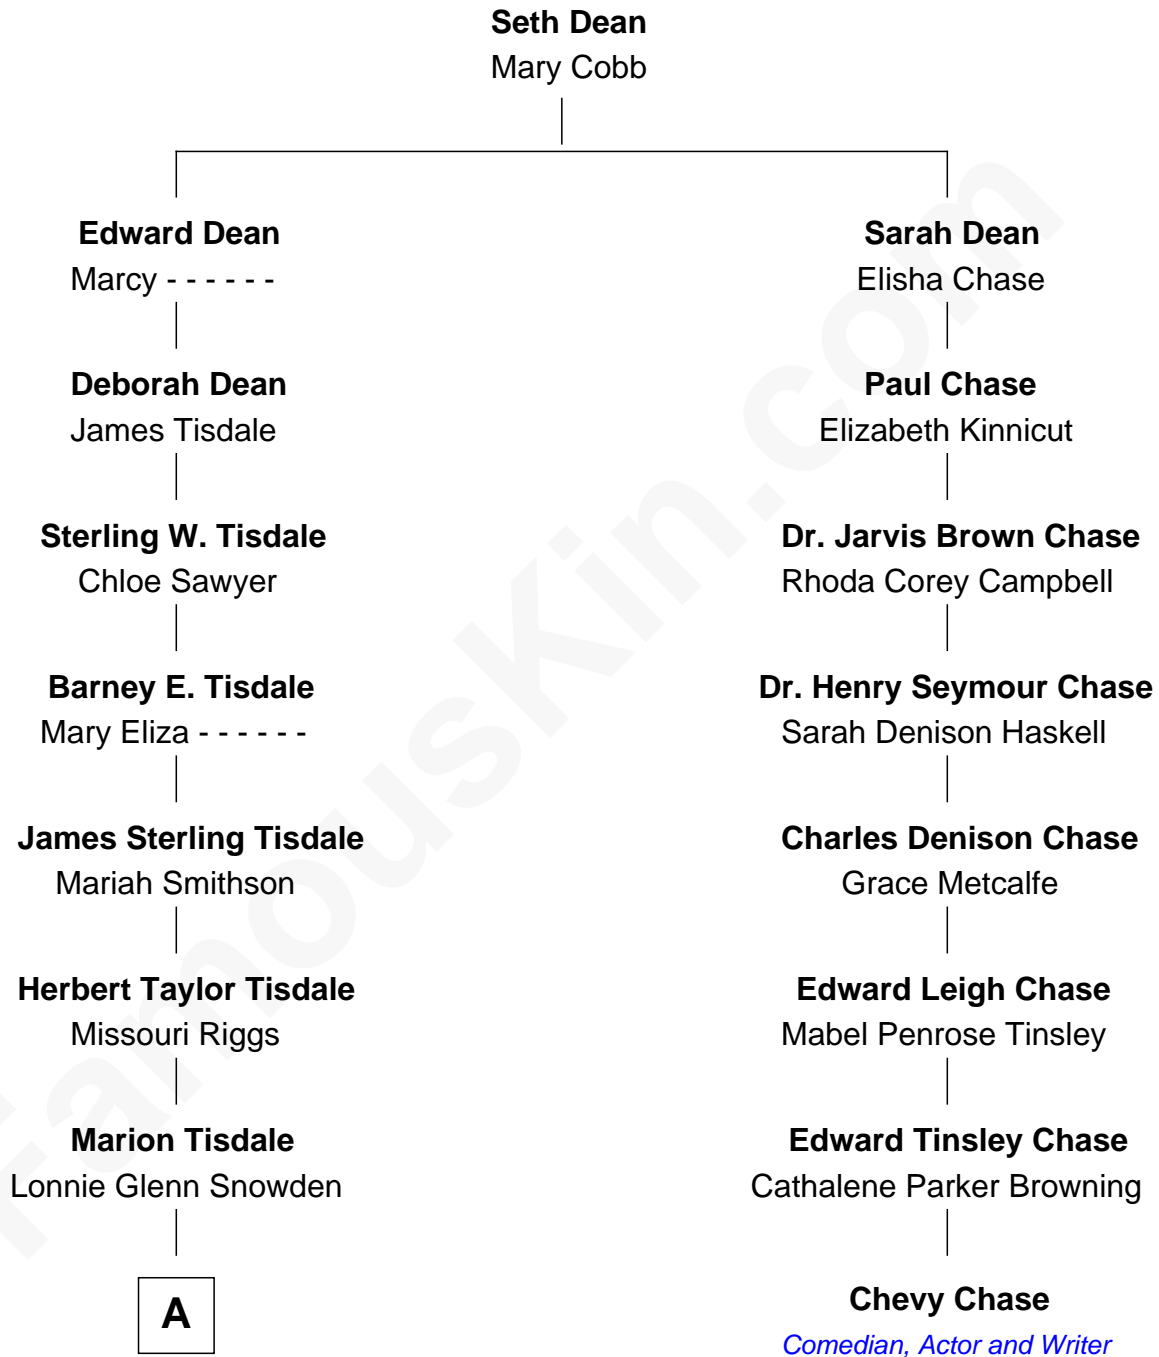 Seth Dean
Mary Cobb
Edward Dean
Marcy - - - - - -
Sarah Dean
Elisha Chase
Deborah Dean
James Tisdale
Paul Chase
Elizabeth Kinnicut
Sterling W. Tisdale
Chloe Sawyer
Dr. Jarvis Brown Chase
Rhoda Corey Campbell
Barney E. Tisdale
Mary Eliza - - - - - -
Dr. Henry Seymour Chase
Sarah Denison Haskell
James Sterling Tisdale
Mariah Smithson
Charles Denison Chase
Grace Metcalfe
Herbert Taylor Tisdale
Missouri Riggs
Edward Leigh Chase
Mabel Penrose Tinsley
Marion Tisdale
Lonnie Glenn Snowden
Edward Tinsley Chase
Cathalene Parker Browning
A
Chevy Chase
Comedian, Actor and Writer
FamousKin.com